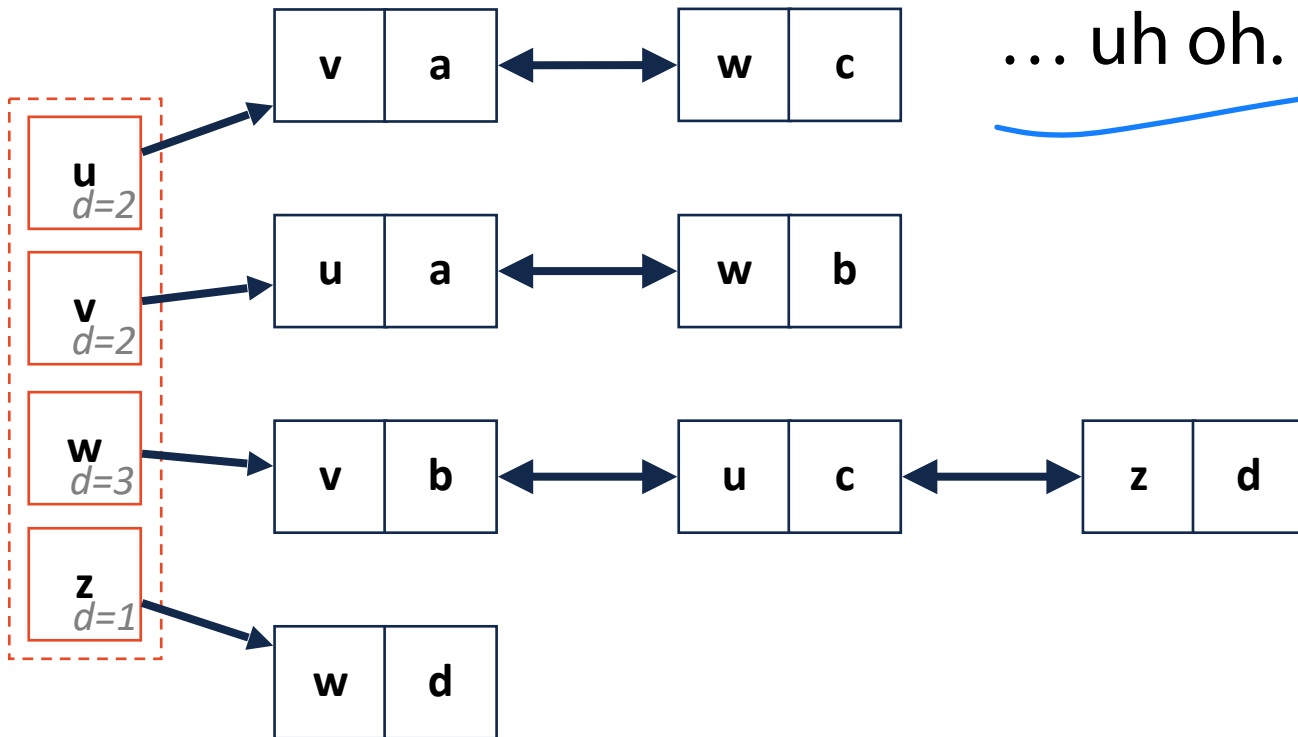 … uh oh.
v a w c
u
d=2
u a w b
v
d=2
w
d=3
v b u c z d
z
d=1
w d